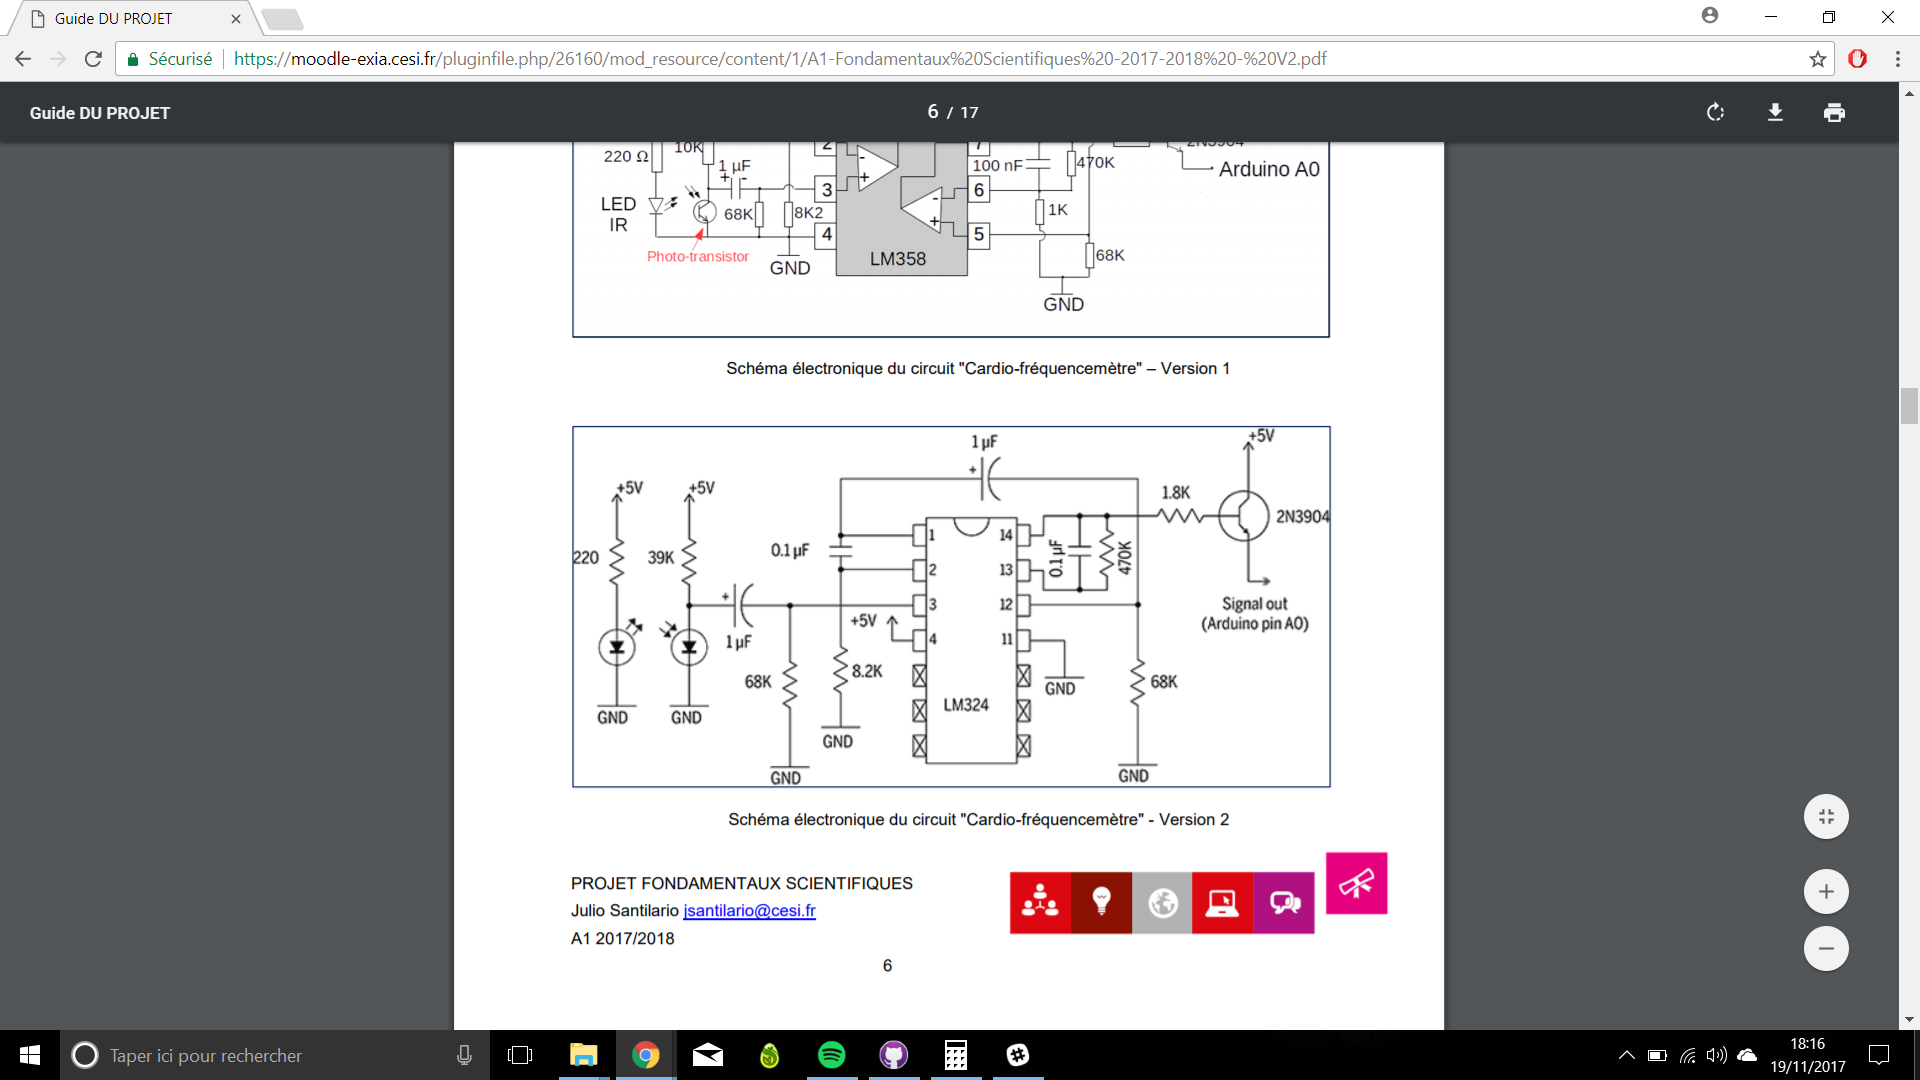 Guide DU PROJET
Sécurisé
https://moodle-exia.cesi.fr/pluginfile.php/26160/mod_resource/content/1/A1-Fondamentaux%20Scientifiques%20-2017-2018%20-%20V2.pdf
Guide DU PROJET
6 / 17
220 Ω
10K
1 µF
+ -
LED
IR
68K
8K2
Photo-transistor
GND
2
3
4
-
+
-
+
LM358
7
6
5
100 nF
470K
1K
68K
GND
2N3904
Arduino A0
Schéma électronique du circuit "Cardio-fréquencemètre" – Version 1
+5V
220
GND
+5V
39K
GND
+
1 µF
68K
GND
0.1 µF
8.2K
GND
+5V
1 µF
+
1
2
3
4
14
13
12
11
LM324
GND
0.1 µF
470K
68K
GND
1.8K
+5V
2N3904
Signal out
(Arduino pin A0)
Schéma électronique du circuit "Cardio-fréquencemètre" - Version 2
PROJET FONDAMENTAUX SCIENTIFIQUES
Julio Santilario jsantilario@cesi.fr
A1 2017/2018
6
Taper ici pour rechercher
18:16
19/11/2017